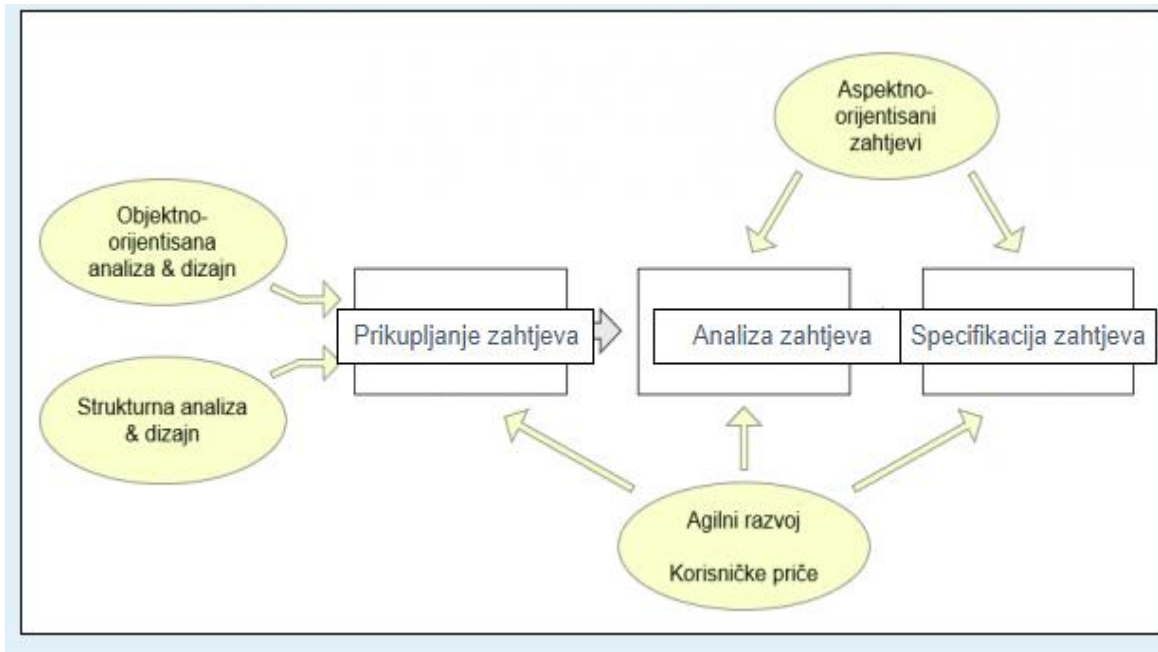 Aspektno-
orijentisani
zahtjevi
Objektno-
orijentisana
analiza & dizajn
Prikupljanje zahtjeva
Analiza zahtjeva
Specifikacija zahtjeva
Strukturna analiza
& dizajn
Agilni razvoj
Korisničke priče